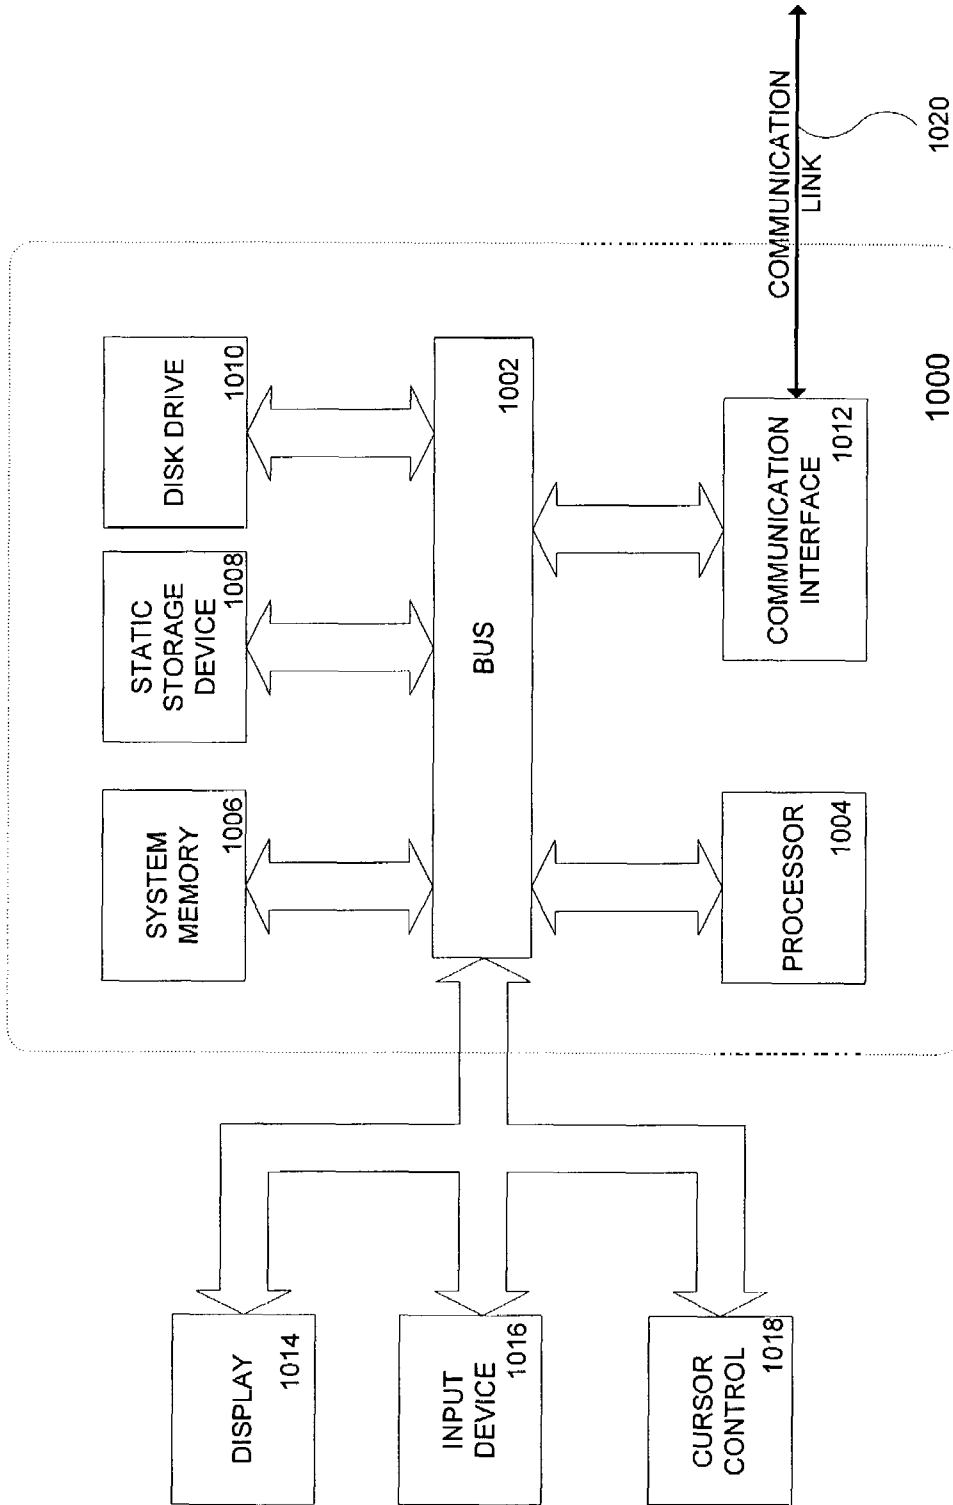 DISPLAY
1014
INPUT
DEVICE
1016
CURSOR
CONTROL
1018
SYSTEM
MEMORY
1006
STATIC
STORAGE
DEVICE
1008
DISK DRIVE
1010
BUS
1002
PROCESSOR
1004
COMMUNICATION
INTERFACE
1012
1000
COMMUNICATION
LINK
1020